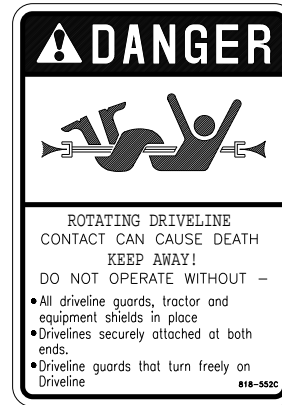 DANGER
ROTATING DRIVELINE
CONTACT CAN CAUSE DEATH
KEEP AWAY!
DO NOT OPERATE WITHOUT –
• All driveline guards, tractor and
equipment shields in place
• Drivelines securely attached at both
ends.
• Driveline guards that turn freely on
Driveline
818-552C